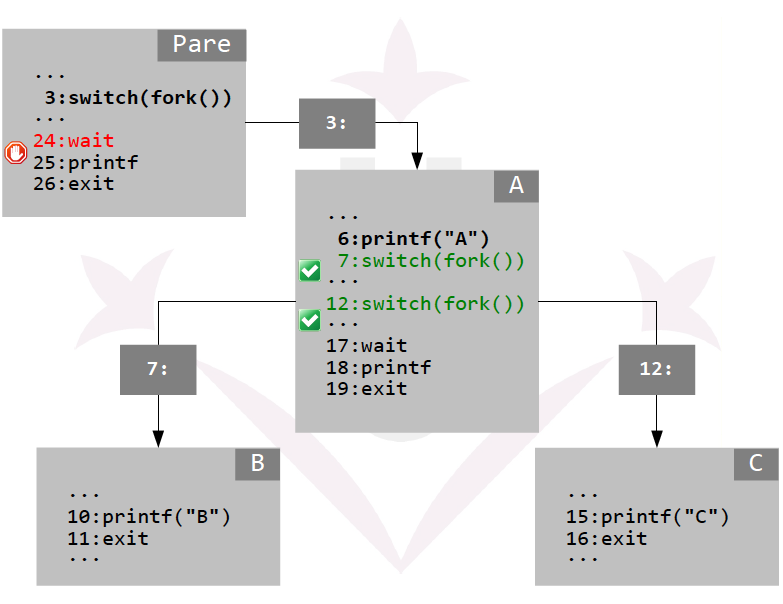 Pare
...
3:switch(fork())
...
24:wait
25:printf
26:exit
3:
A
...
6:printf("A")
7:switch(fork())
...
12:switch(fork())
...
17:wait
18:printf
19:exit
7:
12:
B
...
10:printf("B")
11:exit
...
C
...
15:printf("C")
16:exit
...